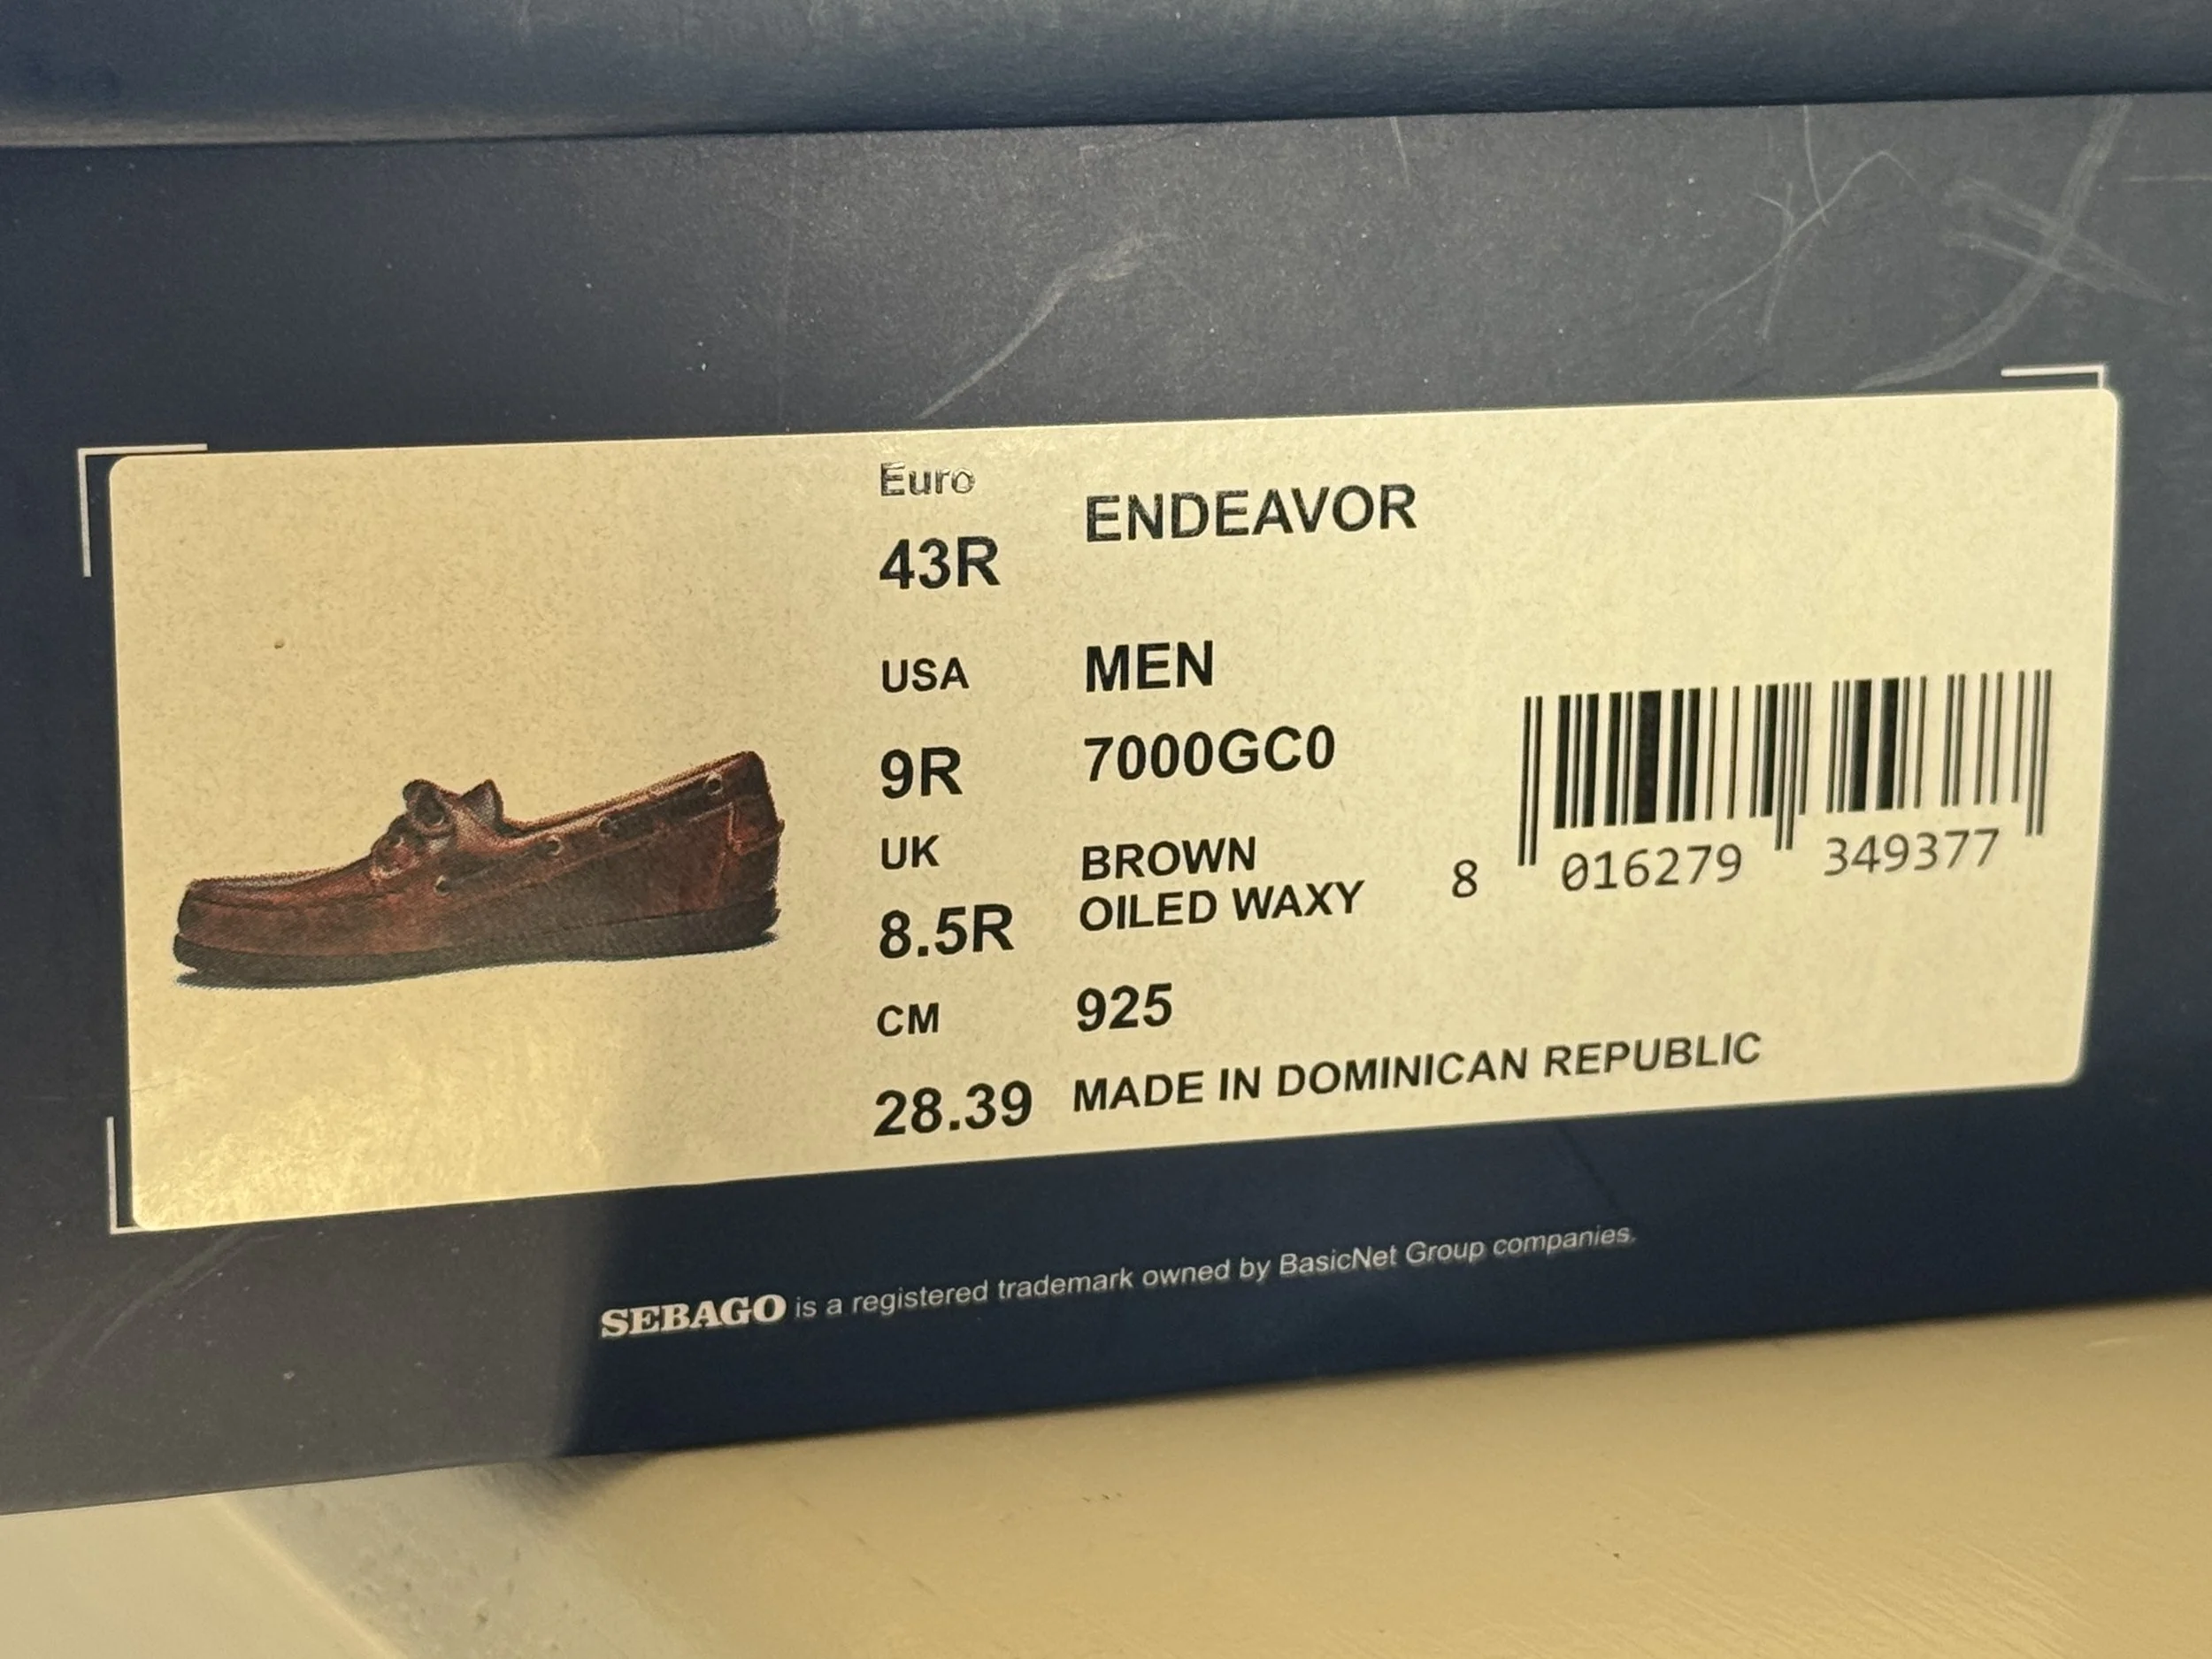 Euro
43R
USA
9R
UK
8.5R
CM
28.39
ENDEAVOR
MEN
7000GC0
BROWN
OILED WAXY
925
MADE IN DOMINICAN REPUBLIC
8 016279 349377
SEBAGO is a registered trademark owned by BasicNet Group companies.